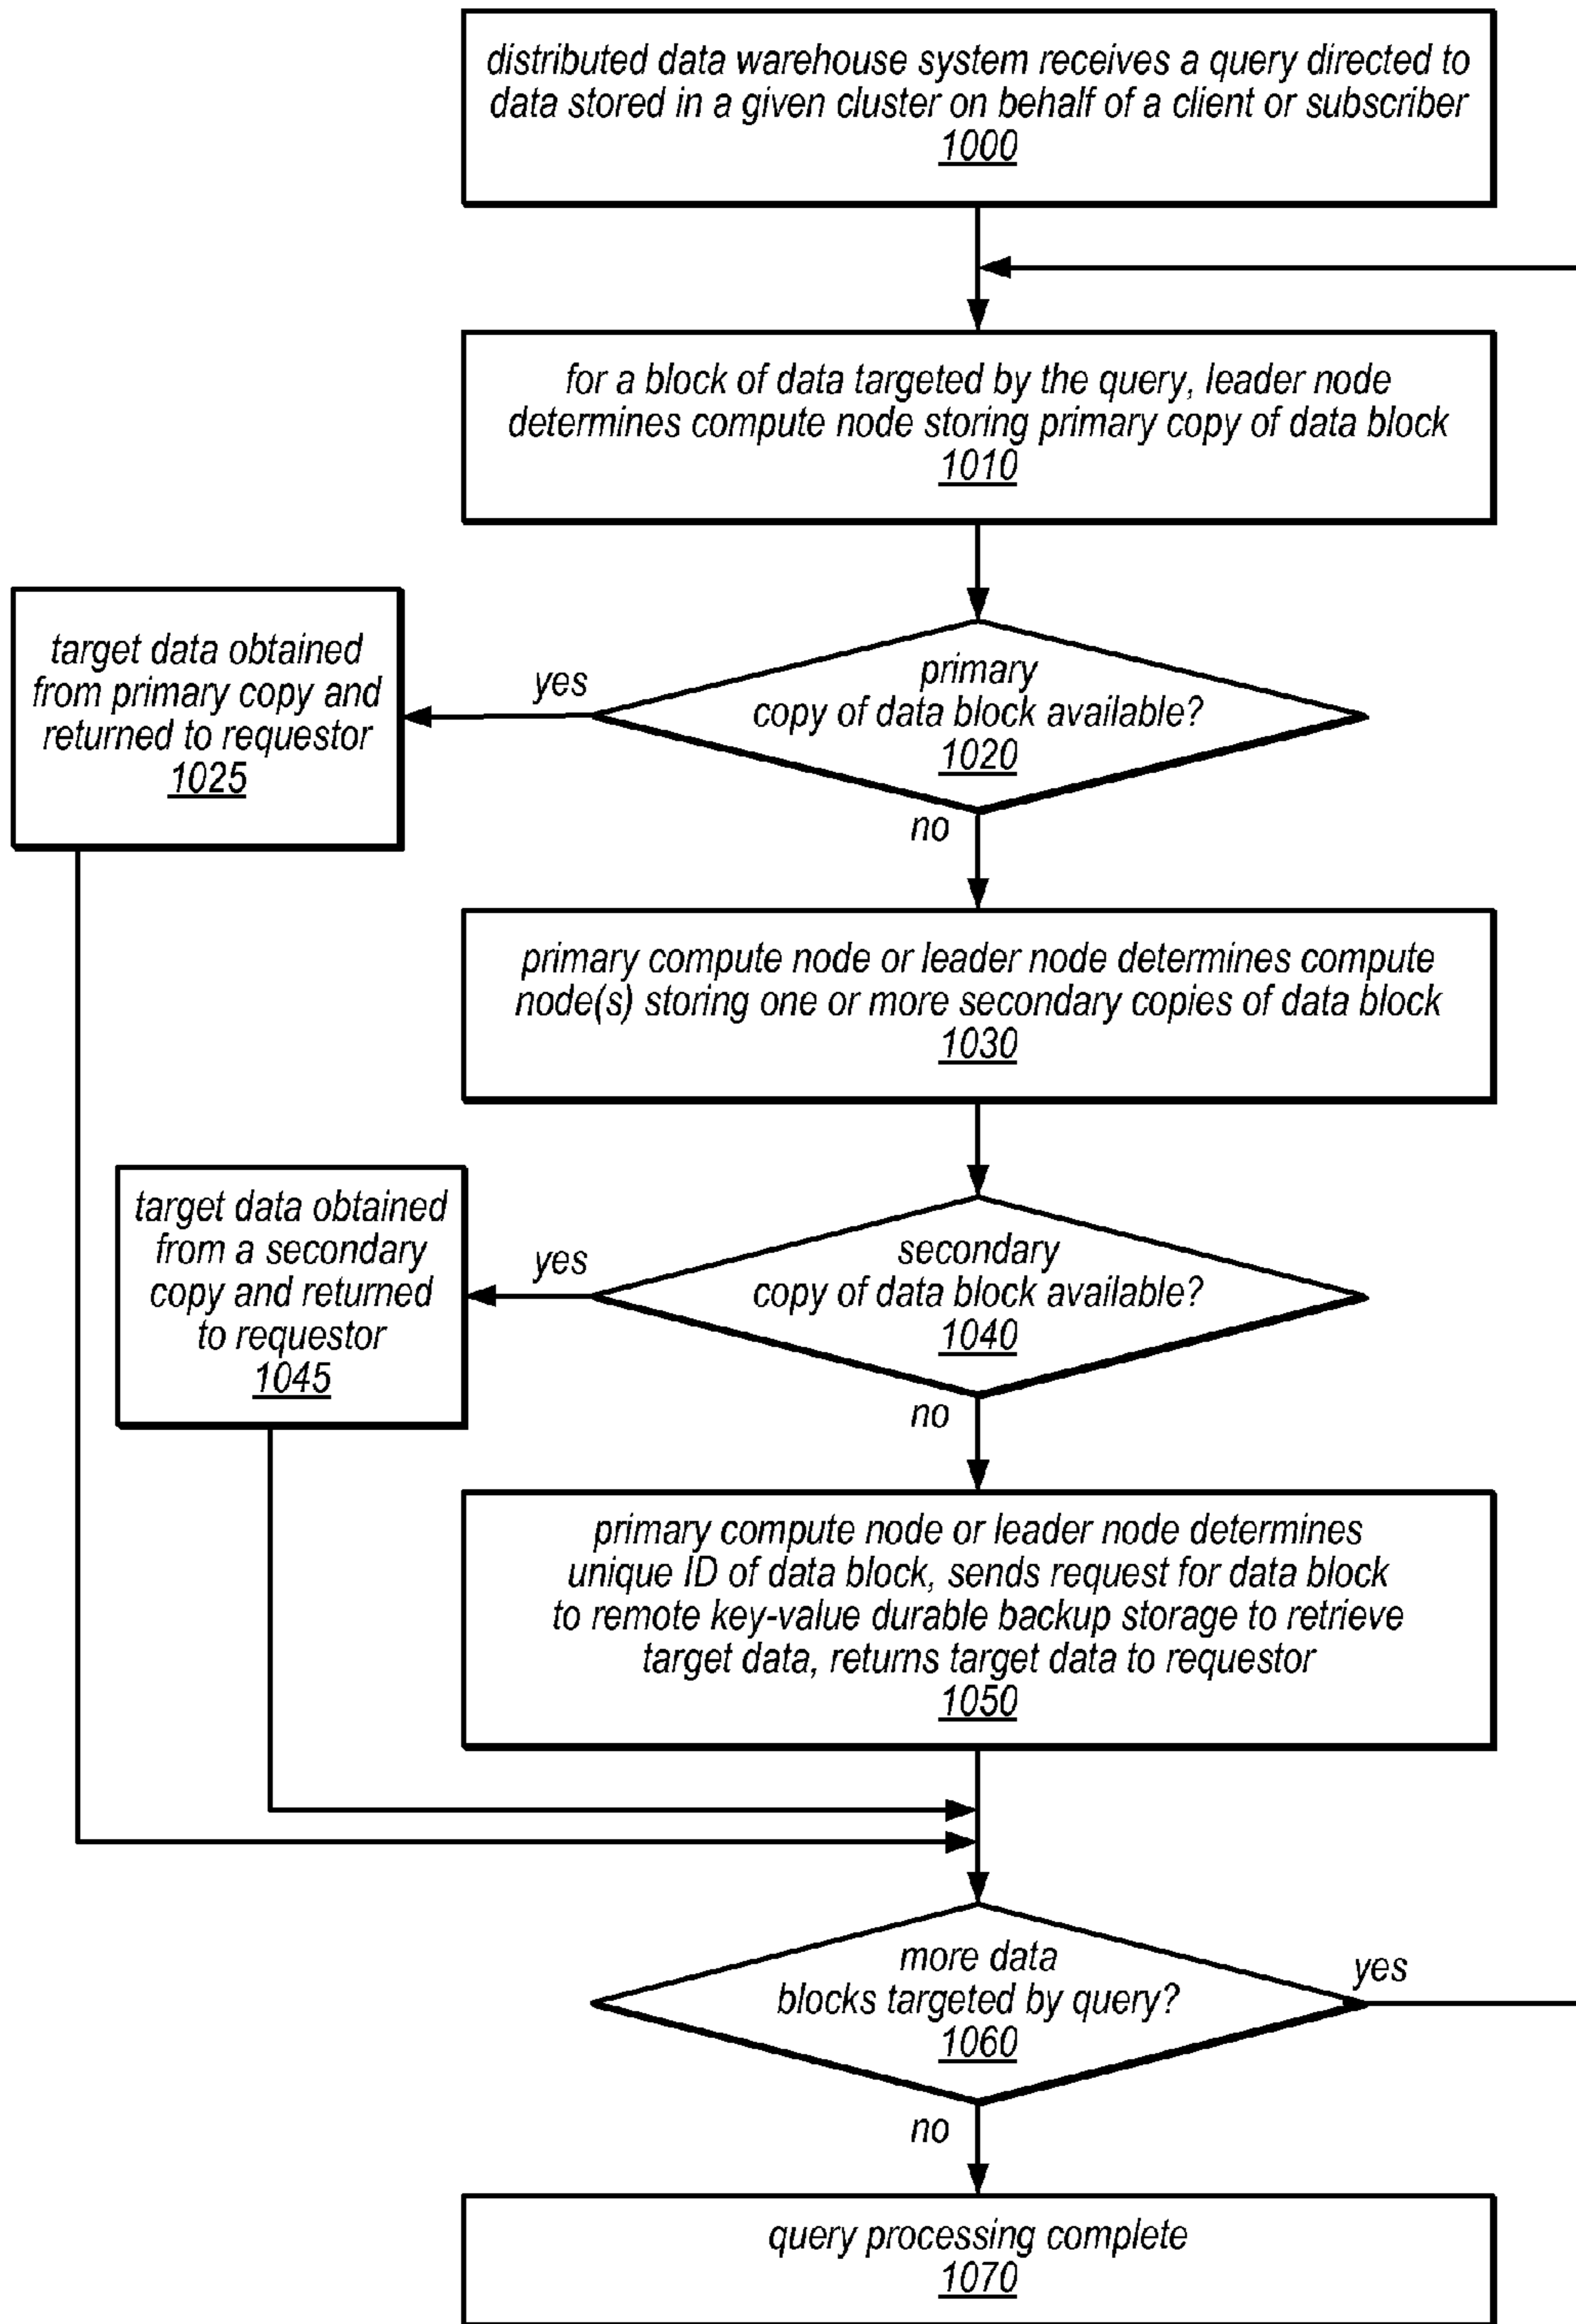 distributed data warehouse system receives a query directed to
data stored in a given cluster on behalf of a client or subscriber
1000
for a block of data targeted by the query, leader node
determines compute node storing primary copy of data block
1010
primary
copy of data block available?
1020
yes
no
target data obtained
from primary copy and
returned to requestor
1025
primary compute node or leader node determines compute
node(s) storing one or more secondary copies of data block
1030
secondary
copy of data block available?
1040
yes
no
target data obtained
from a secondary
copy and returned
to requestor
1045
primary compute node or leader node determines
unique ID of data block, sends request for data block
to remote key-value durable backup storage to retrieve
target data, returns target data to requestor
1050
more data
blocks targeted by query?
1060
yes
no
query processing complete
1070